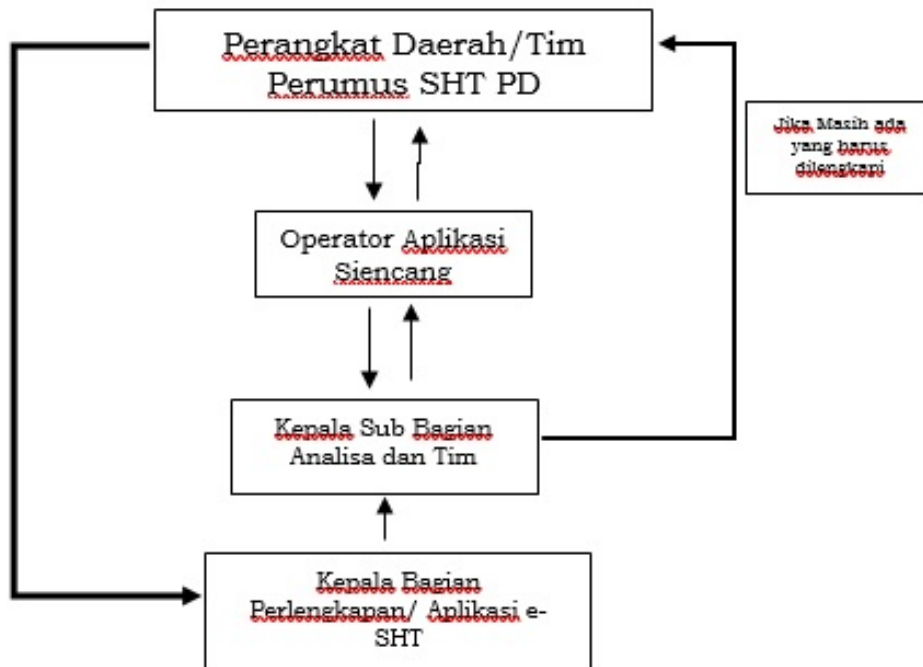 Perangkat Daerah/Tim
Perumus SHT PD
Jika Masih ada
yang harus
dilengkapi
Operator Aplikasi
Siencang
Kepala Sub Bagian
Analisa dan Tim
Kepala Bagian
Perlengkapan/ Aplikasi e-
SHT